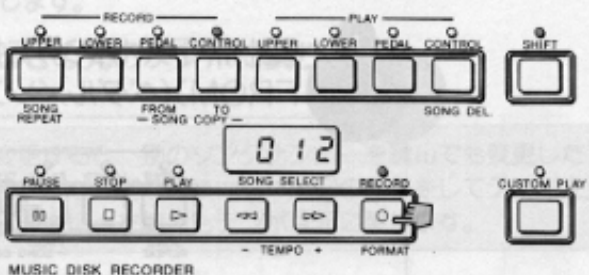 RECORD PLAY
UPPER LOWER PEDAL CONTROL UPPER LOWER PEDAL CONTROL SHIFT
SONG REPEAT FROM TO SONG DEL.
SONG COPY
012
PAUSE STOP PLAY SONG SELECT RECORD CUSTOM PLAY
- TEMPO + FORMAT
MUSIC DISK RECORDER